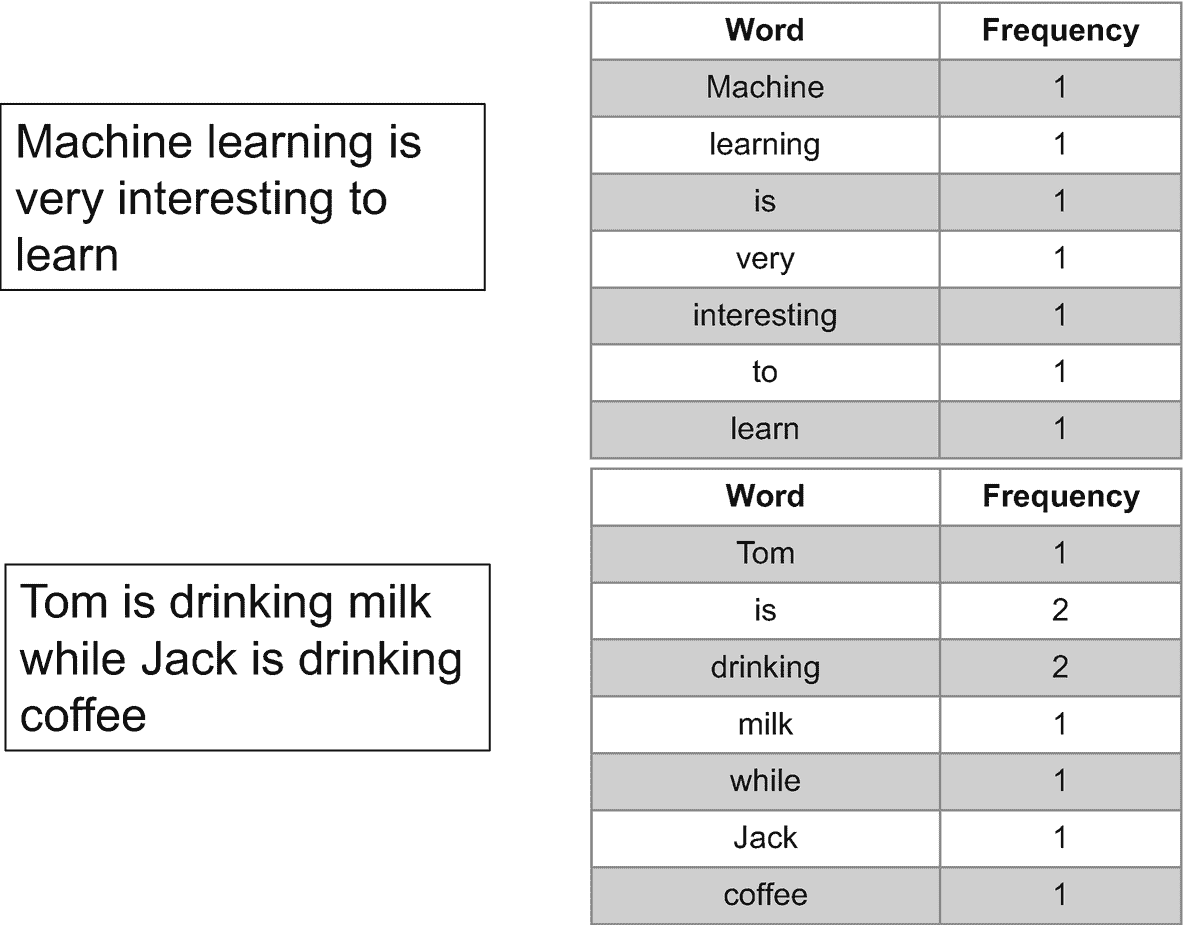 Machine learning is
very interesting to
learn
Word Frequency
Machine 1
learning 1
is 1
very 1
interesting 1
to 1
learn 1
Tom is drinking milk
while Jack is drinking
coffee
Word Frequency
Tom 1
is 2
drinking 2
milk 1
while 1
Jack 1
coffee 1